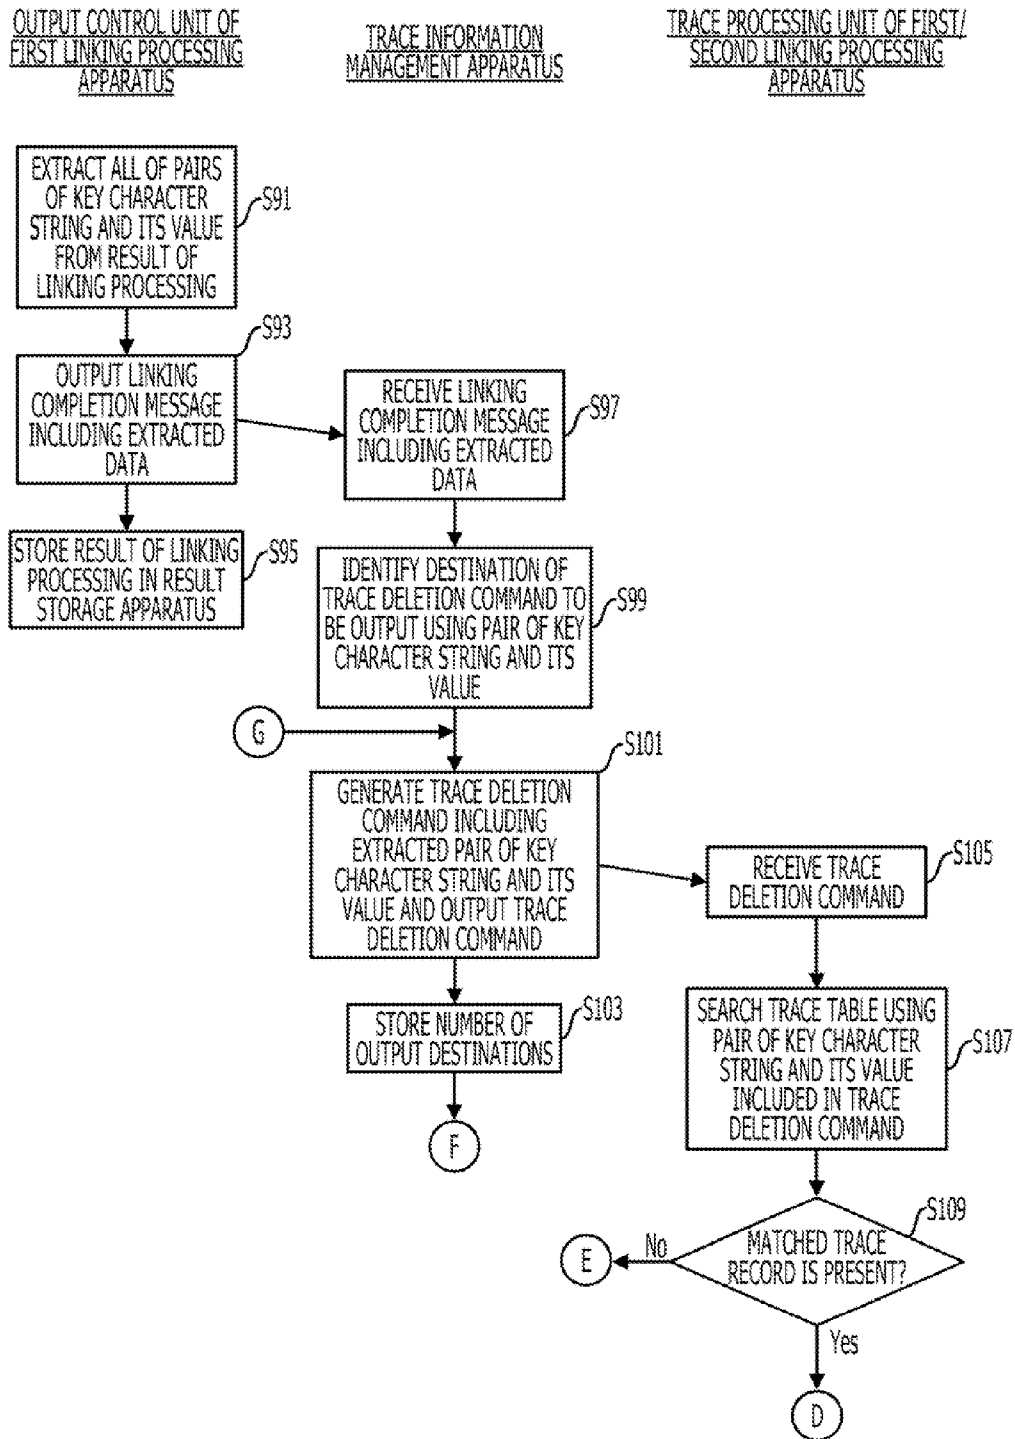 OUTPUT CONTROL UNIT OF
FIRST LINKING PROCESSING
APPARATUS
TRACE INFORMATION
MANAGEMENT APPARATUS
TRACE PROCESSING UNIT OF FIRST/
SECOND LINKING PROCESSING
APPARATUS
EXTRACT ALL OF PAIRS
OF KEY CHARACTER
STRING AND ITS VALUE
FROM RESULT OF
LINKING PROCESSING
S91
S93
OUTPUT LINKING
COMPLETION MESSAGE
INCLUDING EXTRACTED
DATA
RECEIVE LINKING
COMPLETION MESSAGE
INCLUDING EXTRACTED
DATA
S97
STORE RESULT OF LINKING
PROCESSING IN RESULT
STORAGE APPARATUS
S95
IDENTIFY DESTINATION OF
TRACE DELETION COMMAND TO
BE OUTPUT USING PAIR OF KEY
CHARACTER STRING AND ITS
VALUE
S99
G
S101
GENERATE TRACE DELETION
COMMAND INCLUDING
EXTRACTED PAIR OF KEY
CHARACTER STRING AND ITS
VALUE AND OUTPUT TRACE
DELETION COMMAND
RECEIVE TRACE
DELETION COMMAND
S105
STORE NUMBER OF
OUTPUT DESTINATIONS
S103
F
SEARCH TRACE TABLE USING
PAIR OF KEY CHARACTER
STRING AND ITS VALUE
INCLUDED IN TRACE
DELETION COMMAND
S107
S109
MATCHED TRACE
RECORD IS PRESENT?
No
E
Yes
D